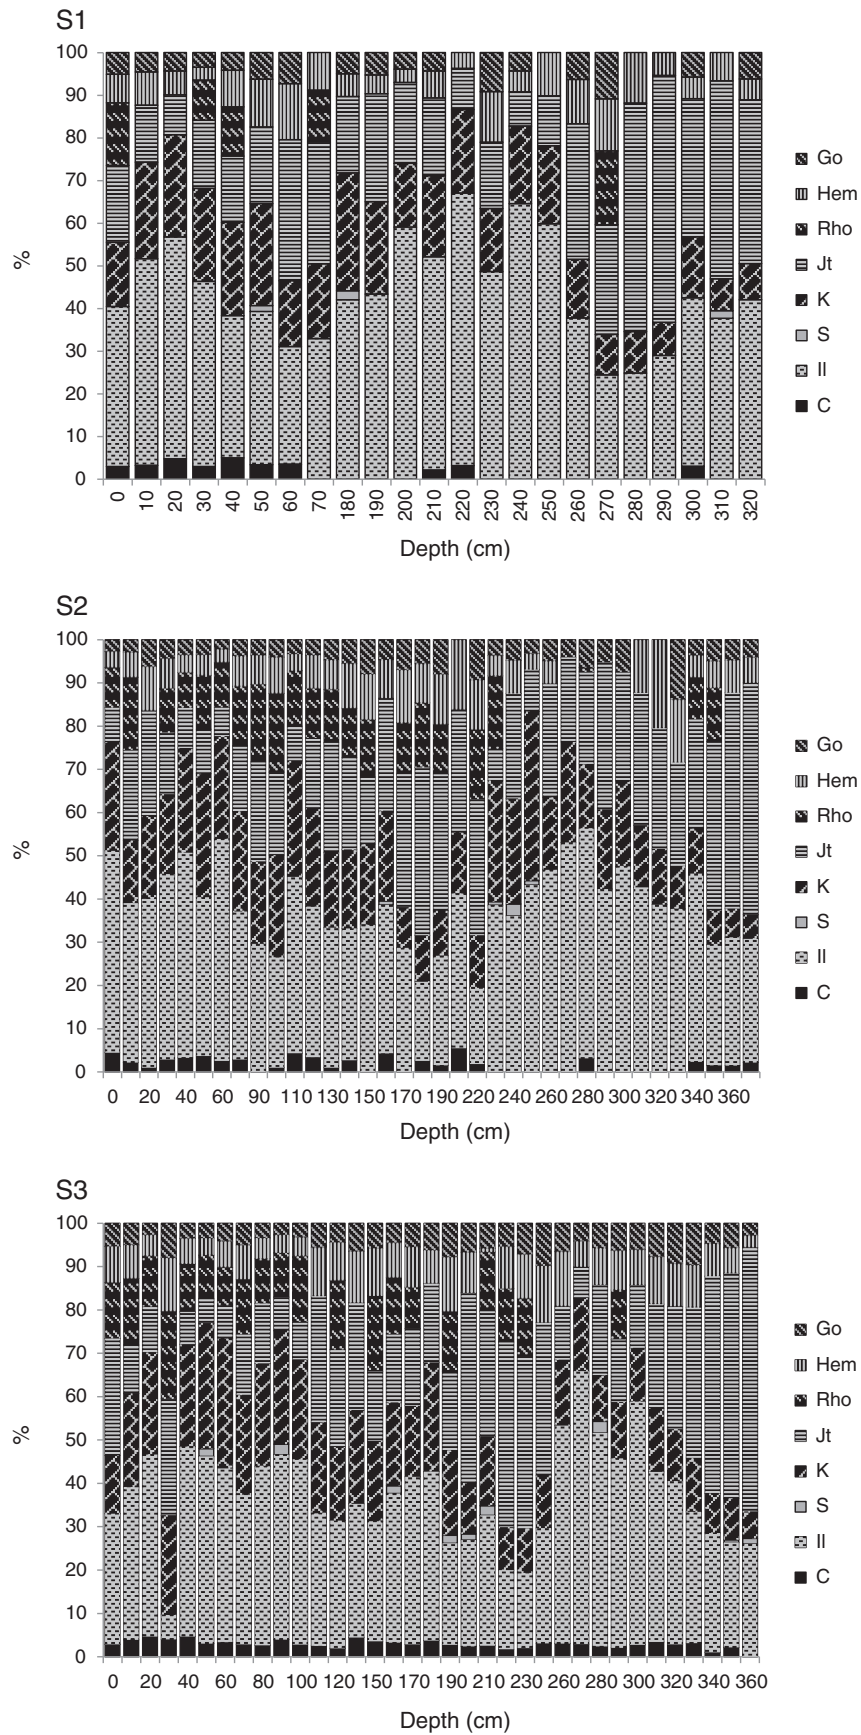 S1
100
90
80
70
60
50
40
30
20
10
0
%
0 10 20 30 40 50 60 70 180 190 200 210 220 230 240 250 260 270 280 290 300 310 320
Depth (cm)
Go
Hem
Rho
Jt
K
S
Il
C
S2
100
90
80
70
60
50
40
30
20
10
0
%
0 20 40 60 90 110 130 150 170 190 220 240 260 280 300 320 340 360
Depth (cm)
Go
Hem
Rho
Jt
K
S
Il
C
S3
100
90
80
70
60
50
40
30
20
10
0
%
0 20 40 60 80 100 120 150 170 190 210 230 260 280 300 320 340 360
Depth (cm)
Go
Hem
Rho
Jt
K
S
Il
C